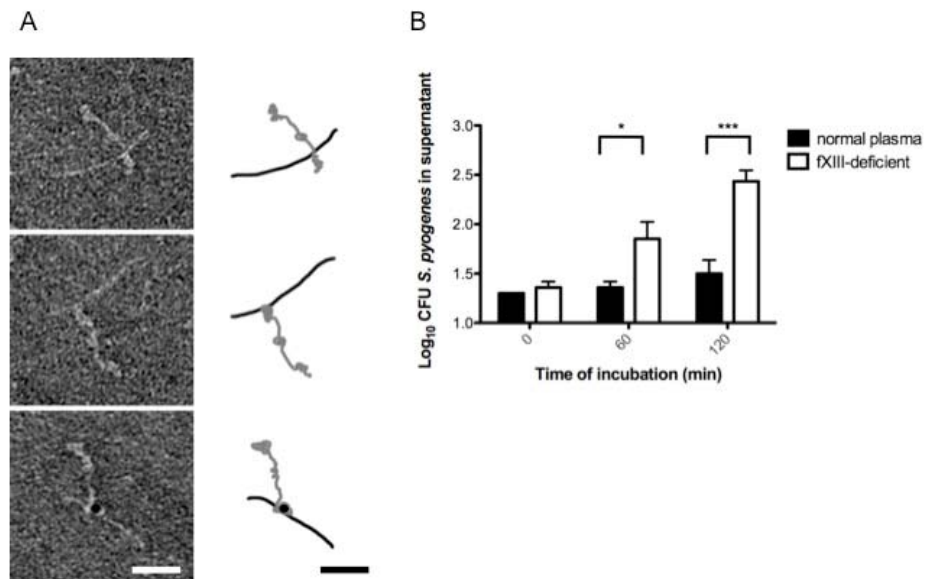 A
B
Log₁₀ CFU S. pyogenes in supernatant
3.0
2.5
2.0
1.5
1.0
*
***
normal plasma
fXIII-deficient
0
60
120
Time of incubation (min)